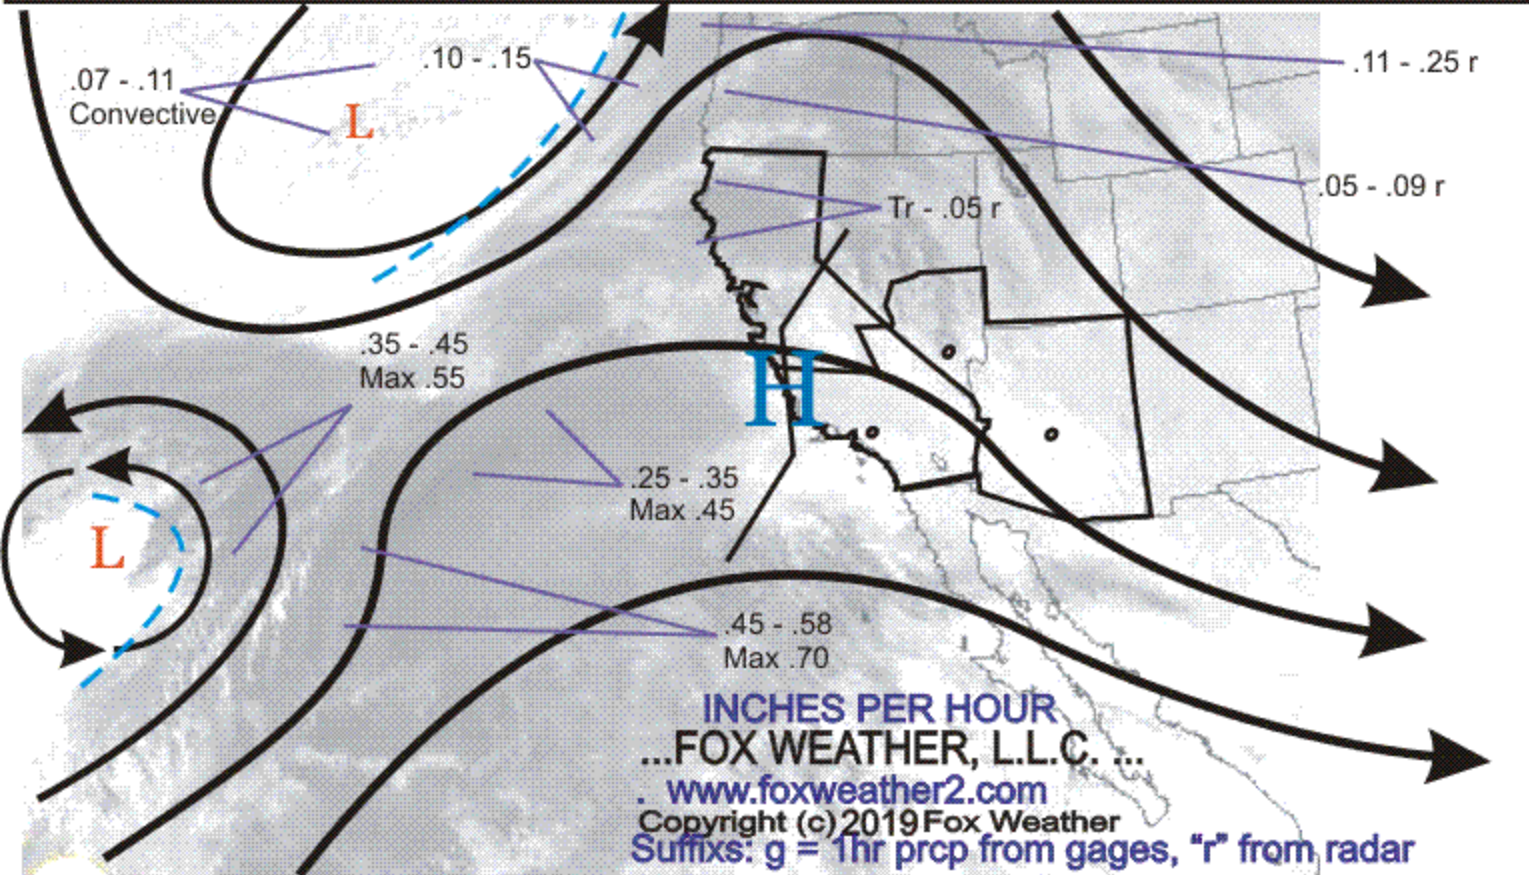 .07 - .11
Convective
L
.10 - .15
.11 - .25 r
.05 - .09 r
Tr - .05 r
.35 - .45
Max .55
H
.25 - .35
Max .45
L
.45 - .58
Max .70
INCHES PER HOUR
...FOX WEATHER, L.L.C. ...
. www.foxweather2.com
Copyright (c)2019 Fox Weather
Suffixs: g = 1hr prcp from gages, “r” from radar